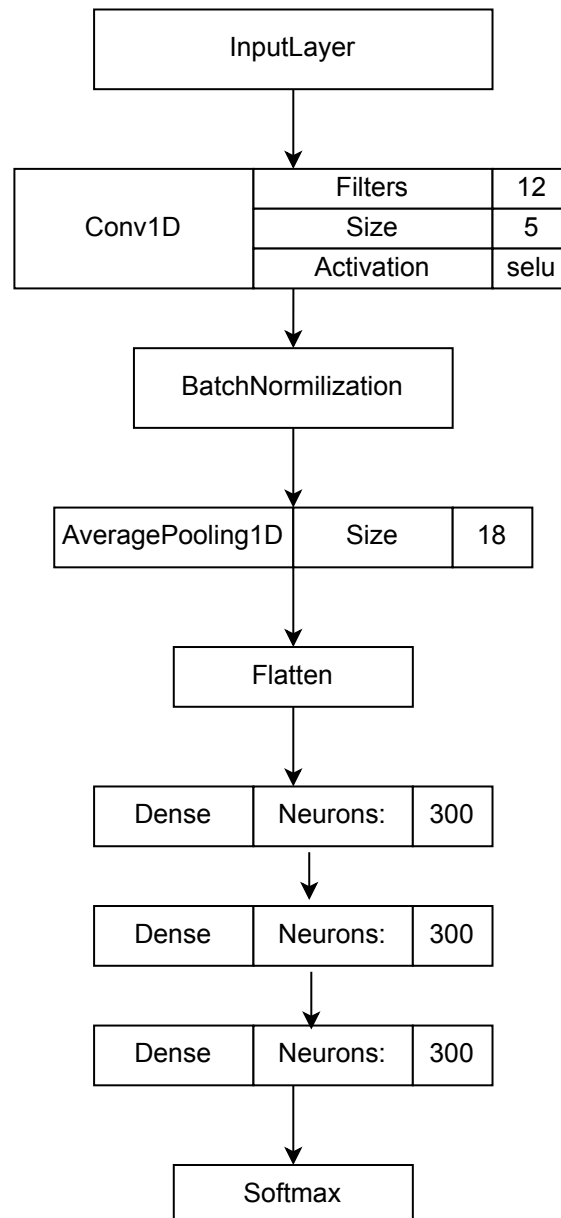 InputLayer
Conv1D
Filters 12
Size 5
Activation selu
BatchNormilization
AveragePooling1D Size 18
Flatten
Dense Neurons: 300
Dense Neurons: 300
Dense Neurons: 300
Softmax